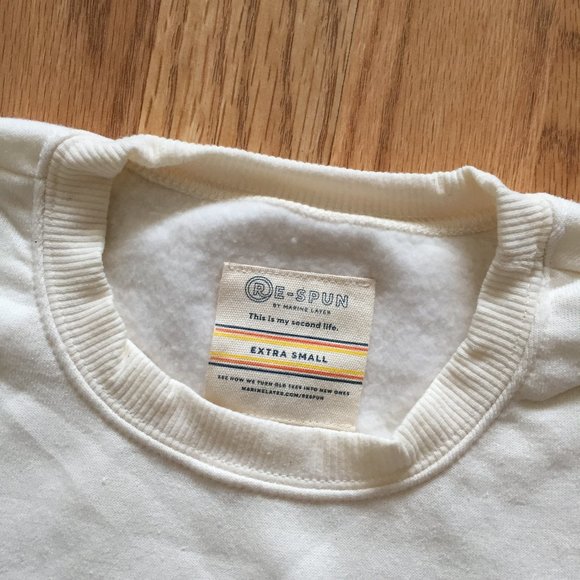 RE-SPUN
BY MARINE LAYER
This is my second life.
EXTRA SMALL
SEE HOW WE TURN OLD TEES INTO NEW ONES
MARINELAYER.COM/RESPUN